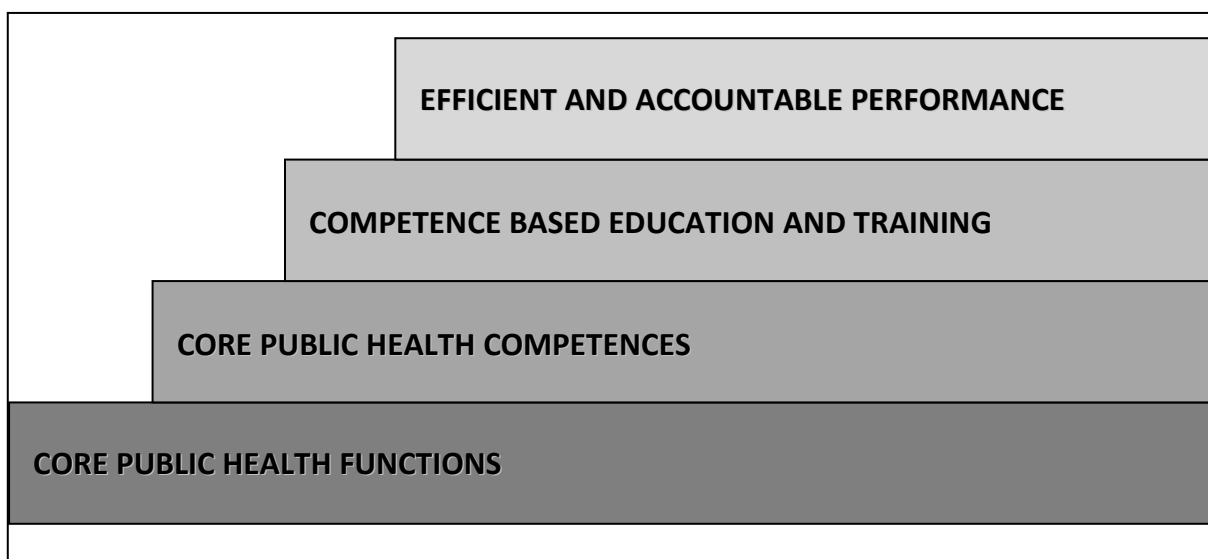 EFFICIENT AND ACCOUNTABLE PERFORMANCE
COMPETENCE BASED EDUCATION AND TRAINING
CORE PUBLIC HEALTH COMPETENCES
CORE PUBLIC HEALTH FUNCTIONS